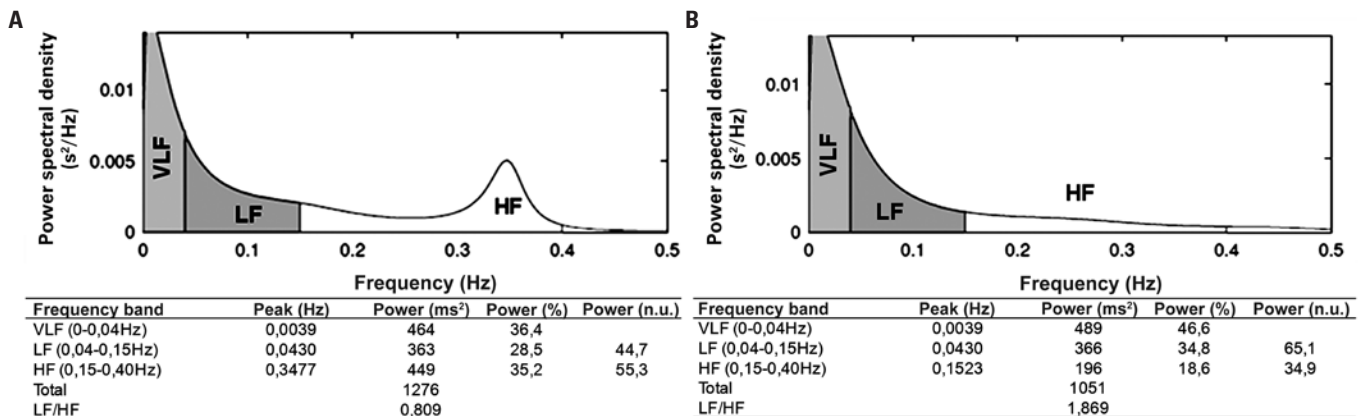 A
Power spectral density
(s²/Hz)
0.01
0.005
0
VLF
LF
HF
0 0.1 0.2 0.3 0.4 0.5
Frequency (Hz)
Frequency band Peak (Hz) Power (ms²) Power (%) Power (n.u.)
VLF (0-0,04Hz) 0,0039 464 36,4
LF (0,04-0,15Hz) 0,0430 363 28,5 44,7
HF (0,15-0,40Hz) 0,3477 449 35,2 55,3
Total 1276
LF/HF 0,809
B
Power spectral density
(s²/Hz)
0.01
0.005
0
VLF
LF
HF
0 0.1 0.2 0.3 0.4 0.5
Frequency (Hz)
Frequency band Peak (Hz) Power (ms²) Power (%) Power (n.u.)
VLF (0-0,04Hz) 0,0039 489 46,6
LF (0,04-0,15Hz) 0,0430 366 34,8 65,1
HF (0,15-0,40Hz) 0,1523 196 18,6 34,9
Total 1051
LF/HF 1,869